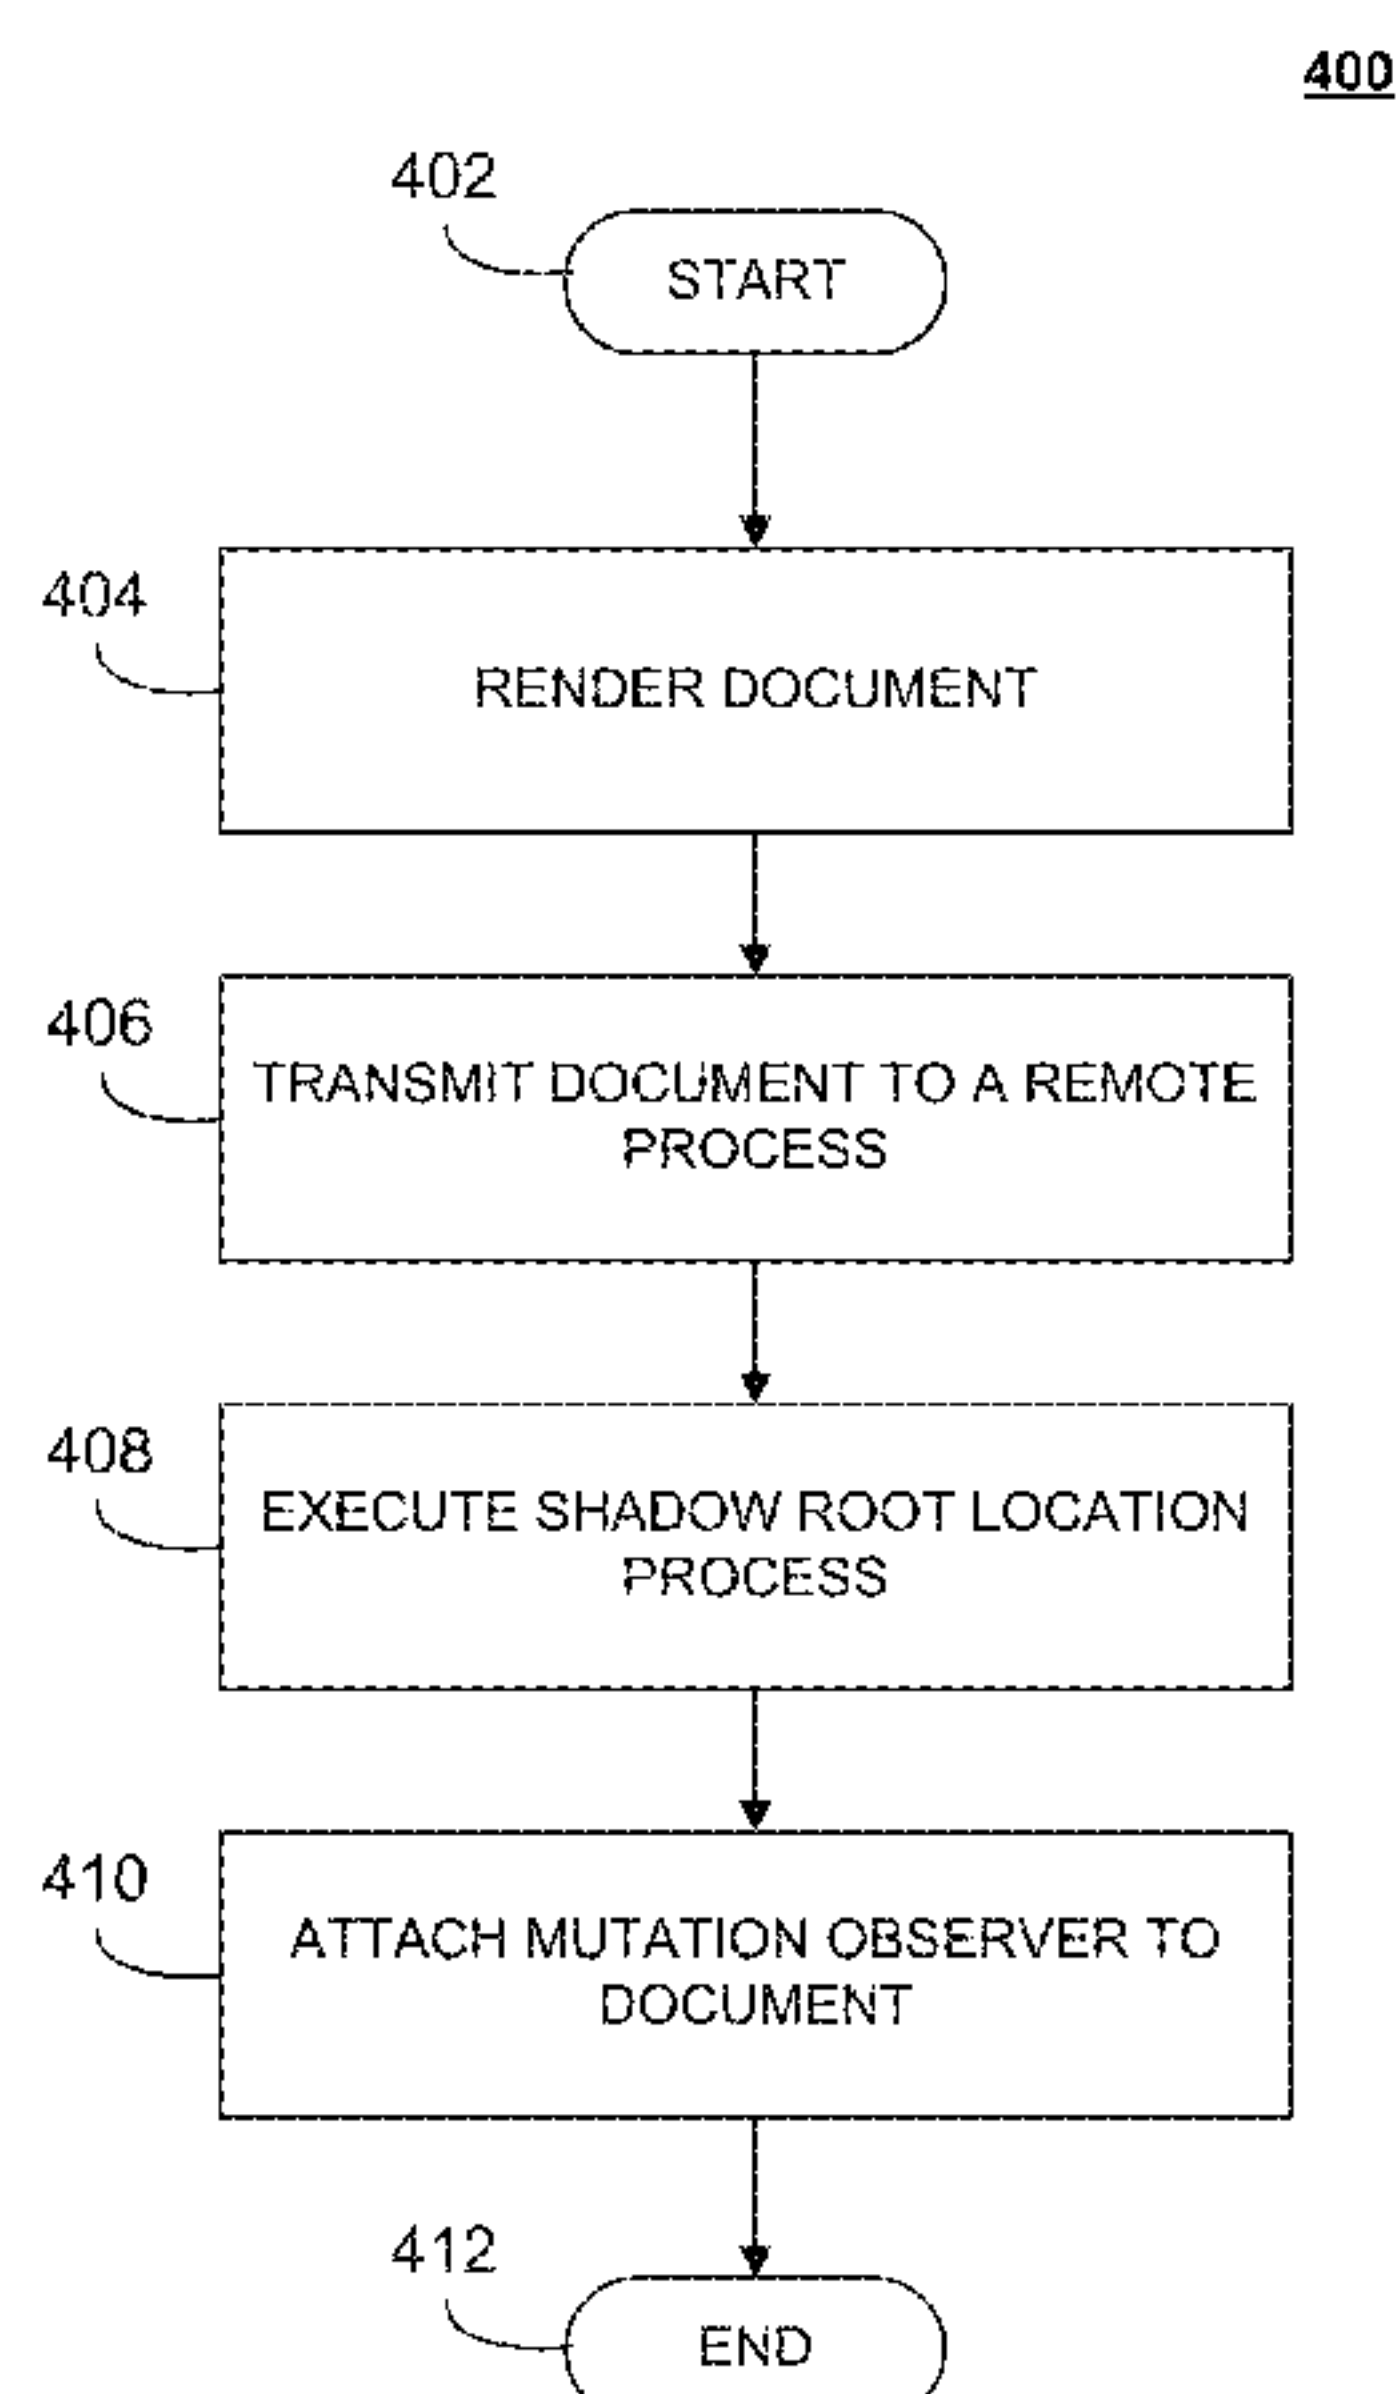 400
402
START
404
RENDER DOCUMENT
406
TRANSMIT DOCUMENT TO A REMOTE
PROCESS
408
EXECUTE SHADOW ROOT LOCATION
PROCESS
410
ATTACH MUTATION OBSERVER TO
DOCUMENT
412
END